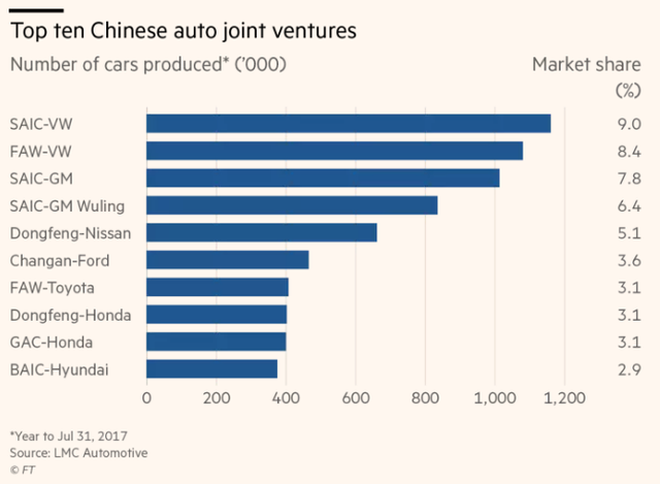 Top ten Chinese auto joint ventures
Number of cars produced* ('000)
Market share
(%)
SAIC-VW 9.0
FAW-VW 8.4
SAIC-GM 7.8
SAIC-GM Wuling 6.4
Dongfeng-Nissan 5.1
Changan-Ford 3.6
FAW-Toyota 3.1
Dongfeng-Honda 3.1
GAC-Honda 3.1
BAIC-Hyundai 2.9
0 200 400 600 800 1,000 1,200
*Year to Jul 31, 2017
Source: LMC Automotive
© FT